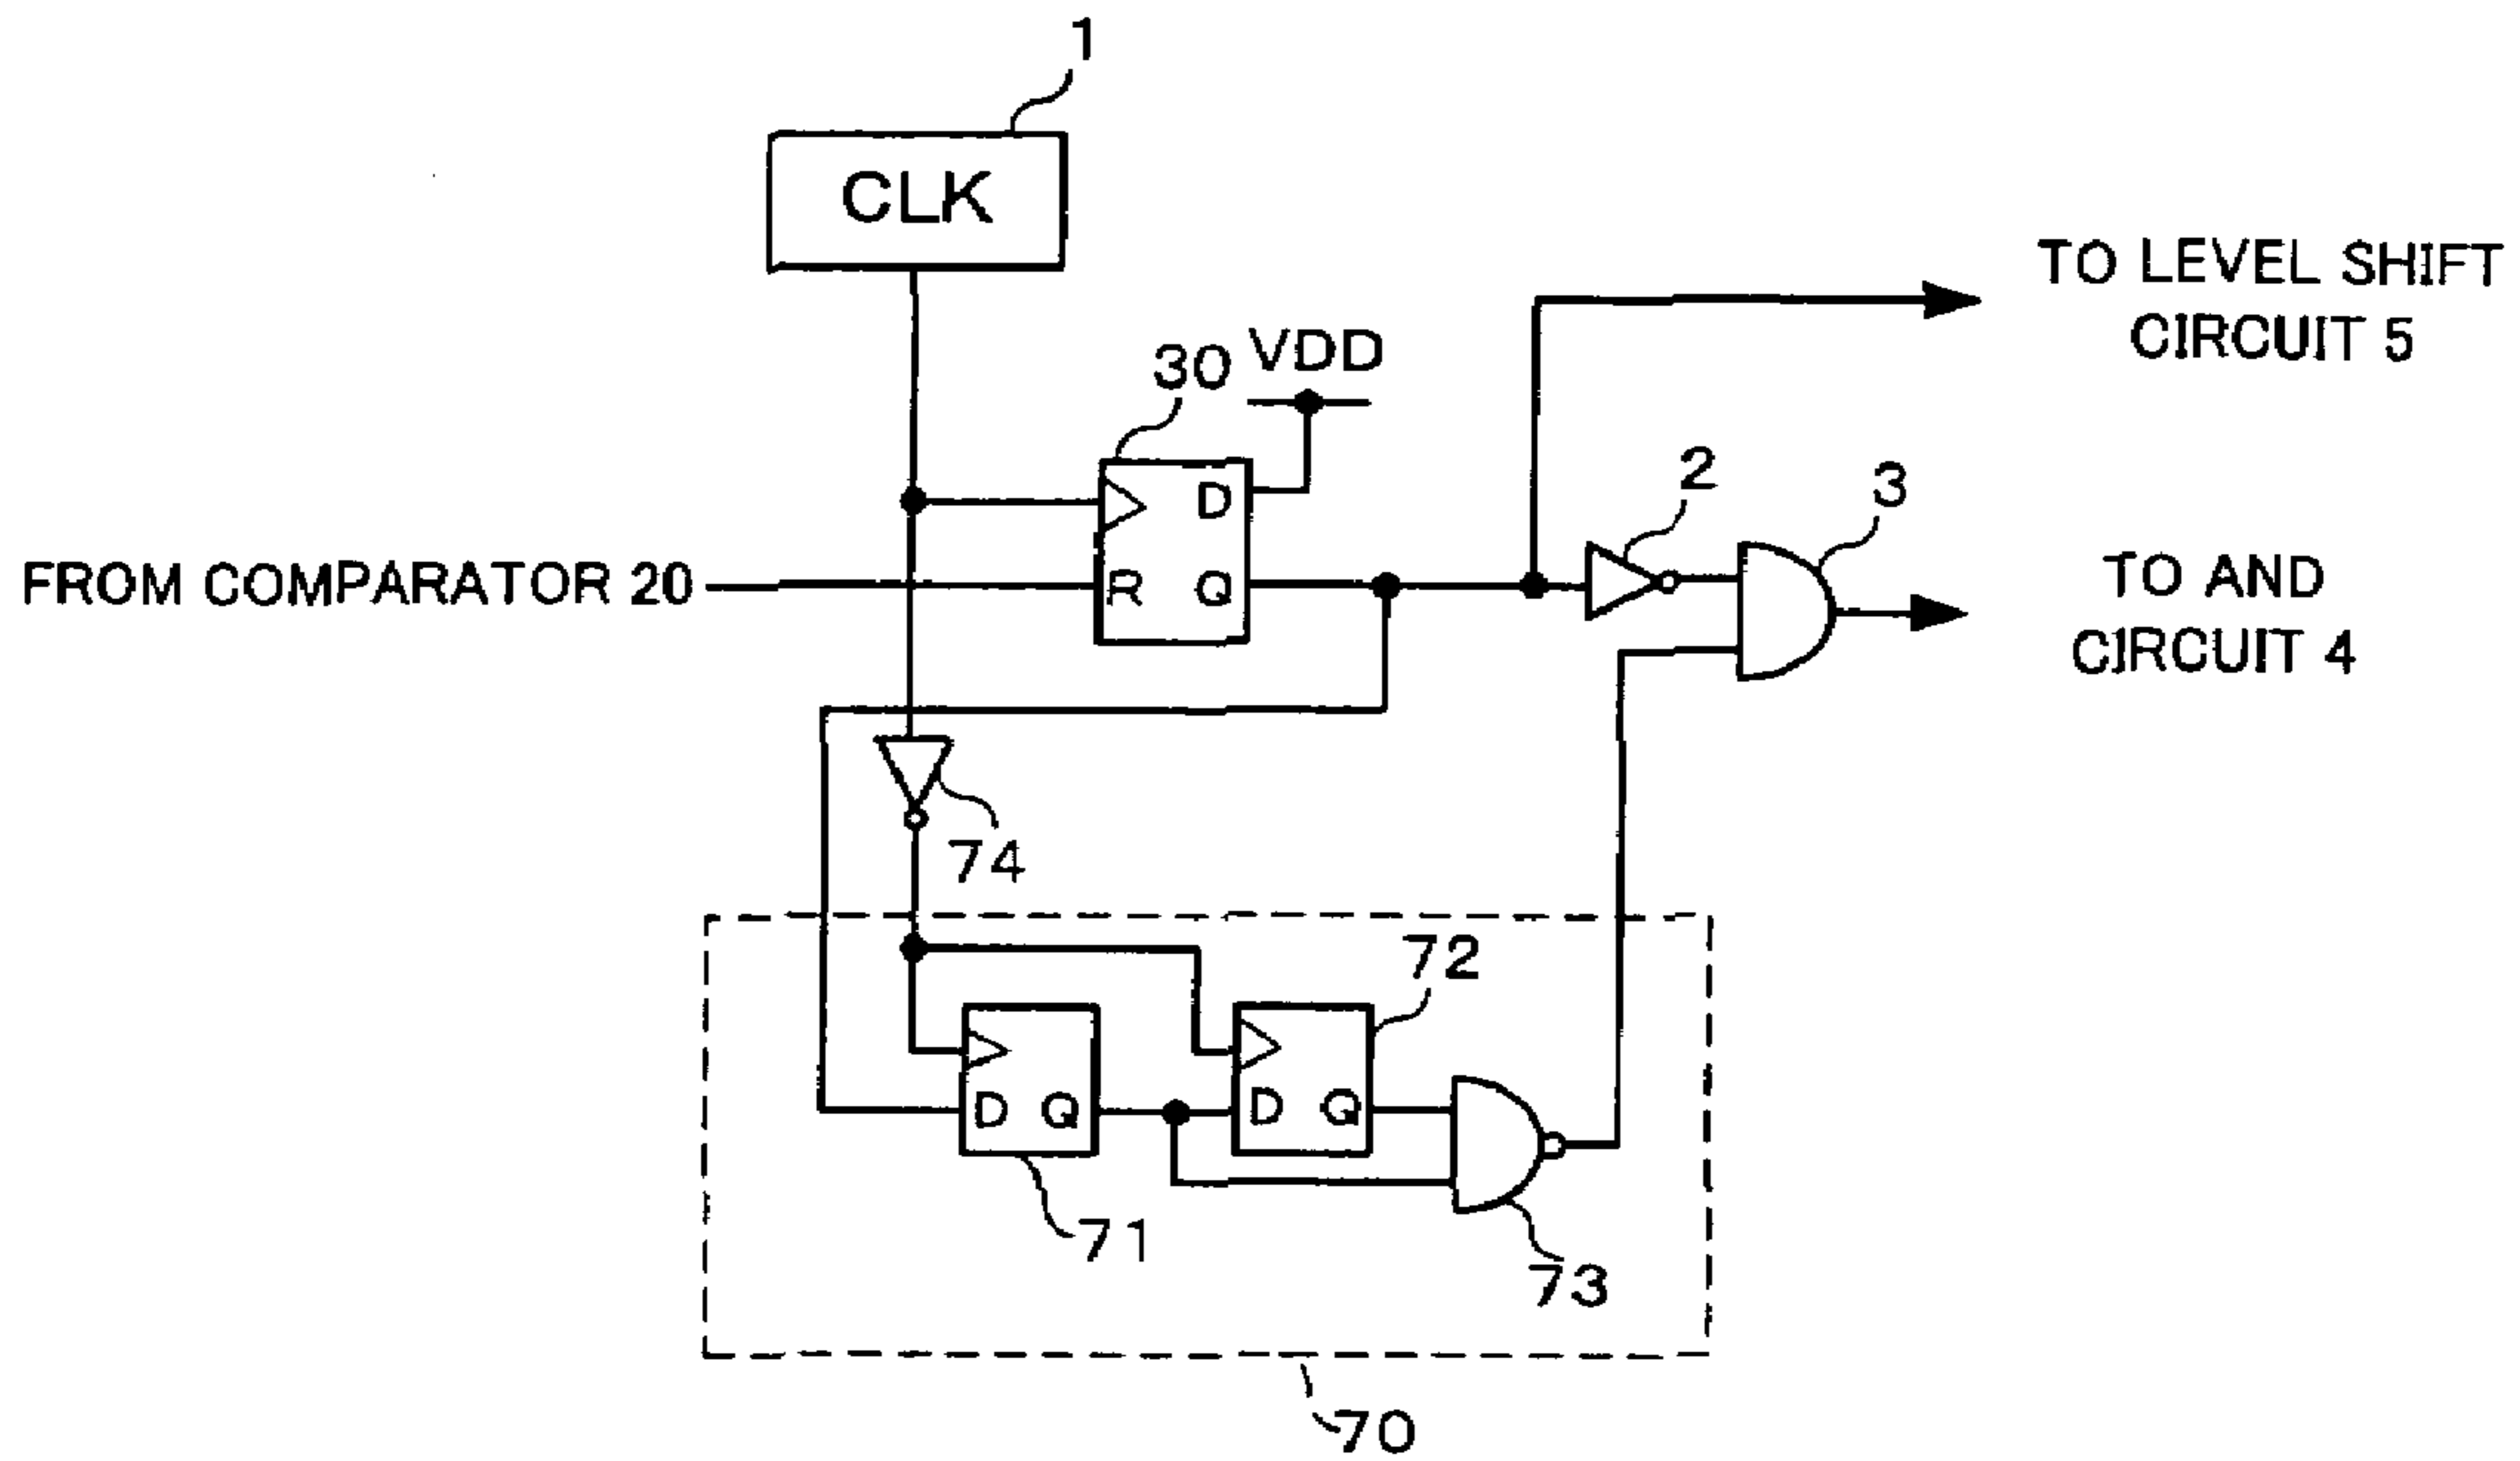 1
CLK
TO LEVEL SHIFT
CIRCUIT 5
30
VDD
2
3
D
FROM COMPARATOR 20
R
Q
TO AND
CIRCUIT 4
74
72
D
Q
D
Q
71
73
70